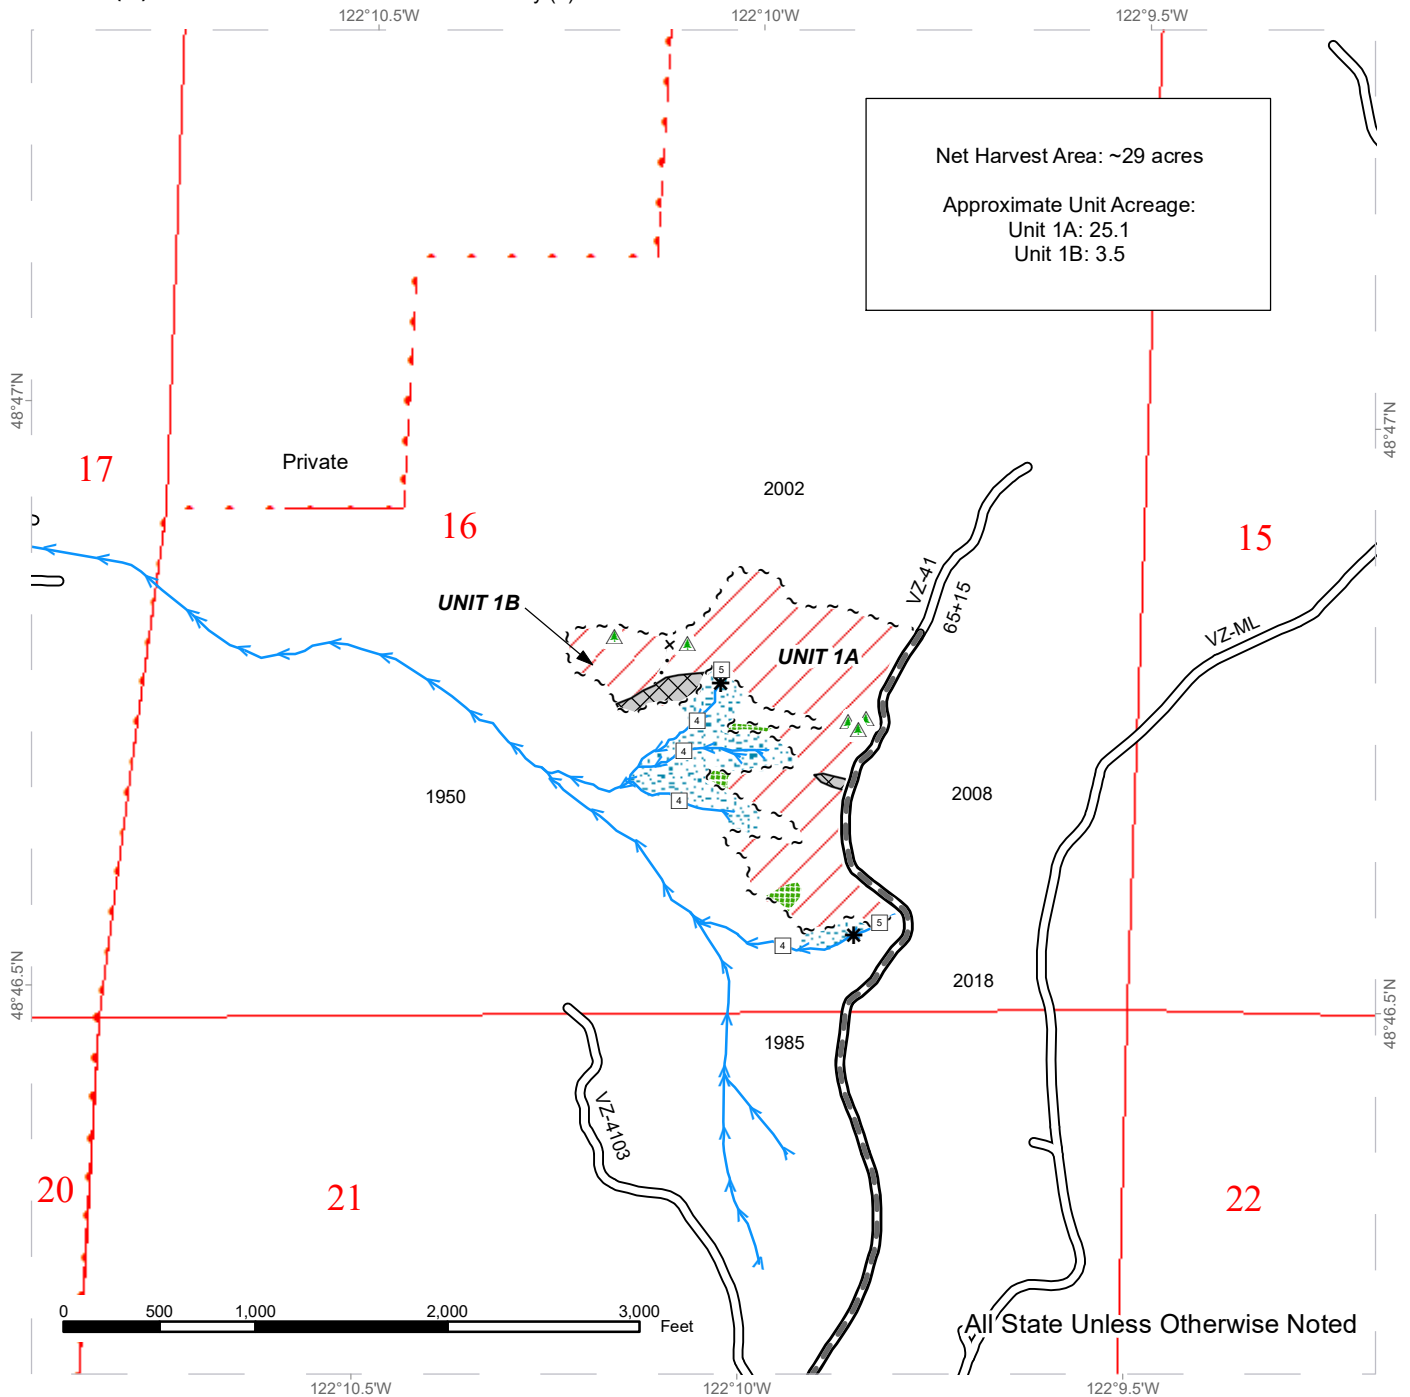 122°10.5'W
122°10'W
122°9.5'W
Net Harvest Area: ~29 acres
Approximate Unit Acreage:
Unit 1A: 25.1
Unit 1B: 3.5
48°47'N
48°47'N
17
Private
2002
16
15
VZ-41
65+15
VZ-ML
UNIT 1B
UNIT 1A
5
4
4
4
1950
2008
5
4
2018
48°46.5'N
48°46.5'N
1985
VZ-4103
20
21
22
0
500
1,000
2,000
3,000
Feet
All State Unless Otherwise Noted
122°10.5'W
122°10'W
122°9.5'W